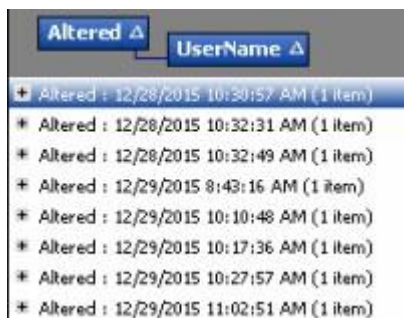 Altered
UserName
Altered : 12/28/2015 10:30:57 AM (1 item)
Altered : 12/28/2015 10:32:31 AM (1 item)
Altered : 12/28/2015 10:32:49 AM (1 item)
Altered : 12/29/2015 8:43:16 AM (1 item)
Altered : 12/29/2015 10:10:48 AM (1 item)
Altered : 12/29/2015 10:17:36 AM (1 item)
Altered : 12/29/2015 10:27:57 AM (1 item)
Altered : 12/29/2015 11:02:51 AM (1 item)